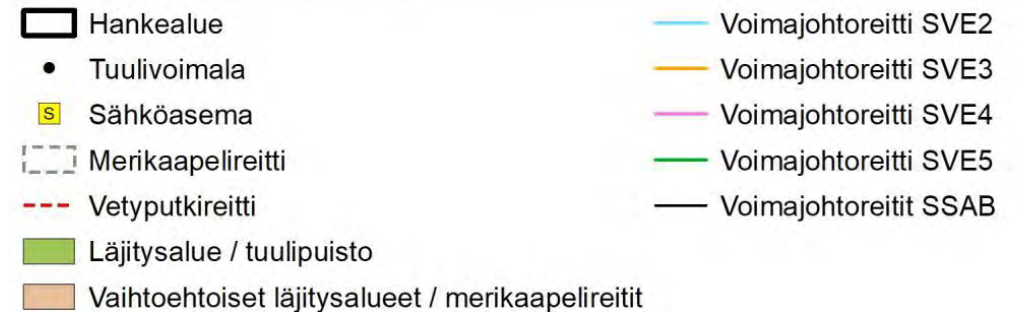 Hankealue
Tuulivoimala
S Sähköasema
Merikaapelireitti
Vetyputkireitti
Läjitysalue / tuulipuisto
Vaihtoehtoiset läjitysalueet / merikaapelireitit
Voimajohtoreitti SVE2
Voimajohtoreitti SVE3
Voimajohtoreitti SVE4
Voimajohtoreitti SVE5
Voimajohtoreitit SSAB